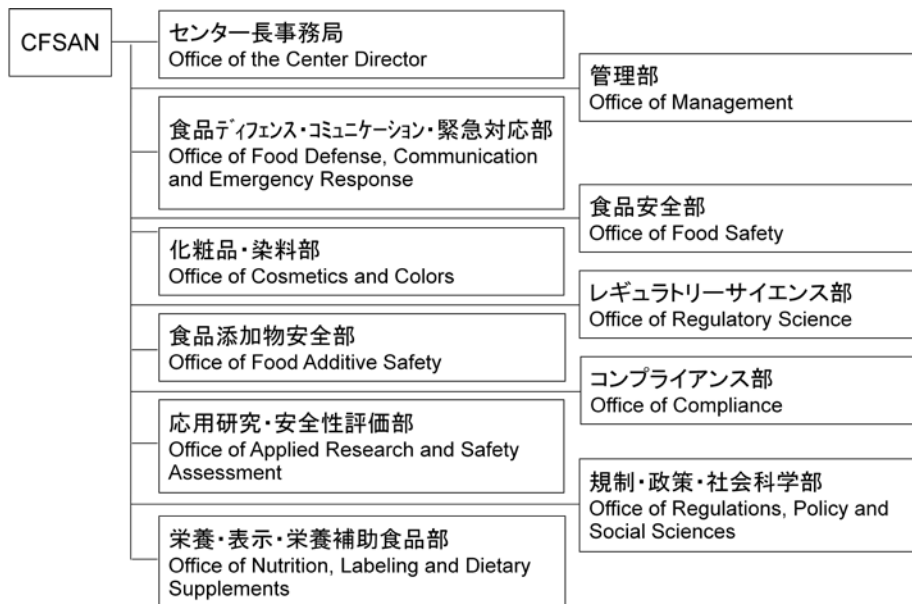 CFSAN
センター長事務局
Office of the Center Director
管理部
Office of Management
食品ﾃﾞｨﾌｪﾝｽ・ｺﾐｭﾆｹｰｼｮﾝ・緊急対応部
Office of Food Defense, Communication
and Emergency Response
食品安全部
Office of Food Safety
化粧品・染料部
Office of Cosmetics and Colors
レギュラトリーサイエンス部
Office of Regulatory Science
食品添加物安全部
Office of Food Additive Safety
コンプライアンス部
Office of Compliance
応用研究・安全性評価部
Office of Applied Research and Safety
Assessment
規制・政策・社会科学部
Office of Regulations, Policy and
Social Sciences
栄養・表示・栄養補助食品部
Office of Nutrition, Labeling and Dietary
Supplements